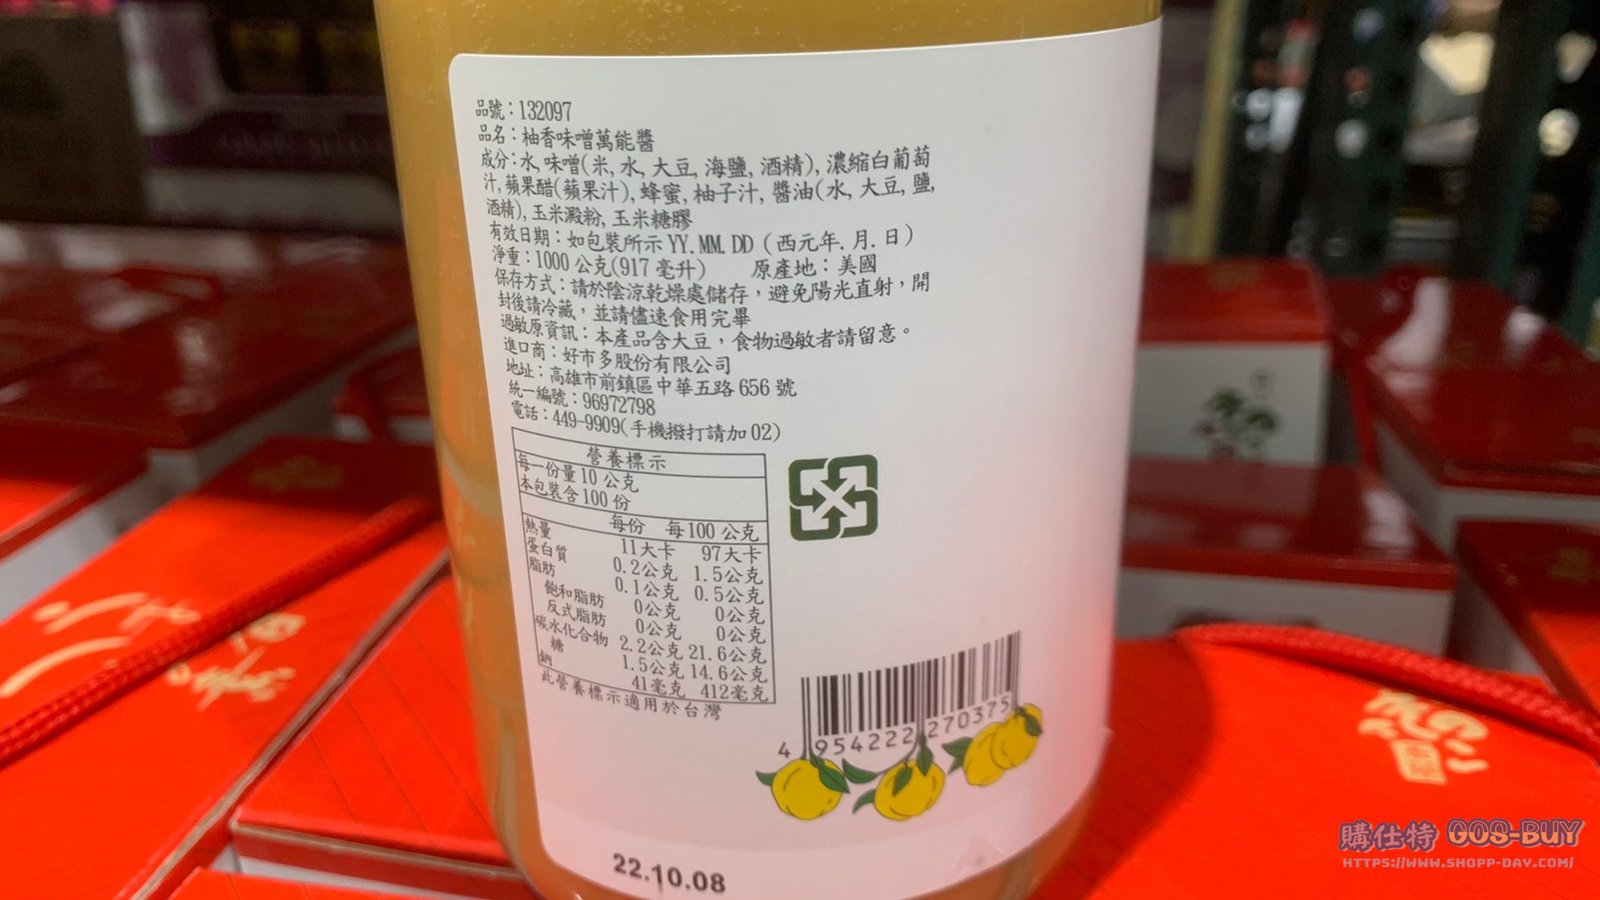 品號：132097
品名：柚香味噌萬能醬
成分：水, 味噌(米, 水, 大豆, 海鹽, 酒精), 濃縮白葡萄
汁, 蘋果醋(蘋果汁), 蜂蜜, 柚子汁, 醬油(水, 大豆, 鹽,
酒精), 玉米澱粉, 玉米糖膠
有效日期：如包裝所示 YY.MM.DD（西元年.月.日）
淨重：1000 公克(917 毫升) 原產地：美國
保存方式：請於陰涼乾燥處儲存，避免陽光直射，開
封後請冷藏，並請儘速食用完畢
過敏原資訊：本產品含大豆，食物過敏者請留意。
進口商：好市多股份有限公司
地址：高雄市前鎮區中華五路 656 號
統一編號：96972798
電話：449-9909(手機撥打請加 02)
營養標示
每一份量 10 公克
本包裝含 100 份
每份 每 100 公克
熱量 11大卡 97大卡
蛋白質 0.2公克 1.5公克
脂肪 0.1公克 0.5公克
飽和脂肪 0公克 0公克
反式脂肪 0公克 0公克
碳水化合物 2.2公克 21.6公克
糖 1.5公克 14.6公克
鈉 41毫克 412毫克
此營養標示適用於台灣
4 954222 270375
22.10.08
購仕特 GOS-BUY
HTTPS://WWW.SHOPP-DAY.COM/